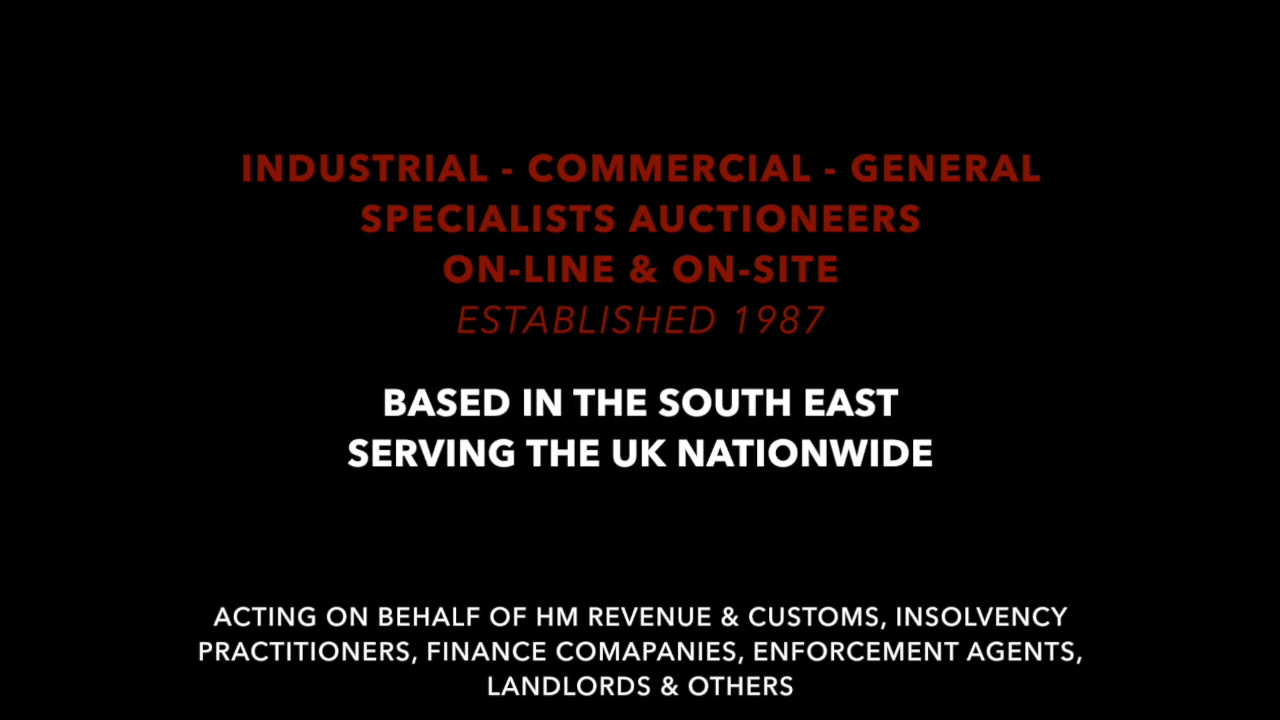 INDUSTRIAL - COMMERCIAL - GENERAL
SPECIALISTS AUCTIONEERS
ON-LINE & ON-SITE
ESTABLISHED 1987
BASED IN THE SOUTH EAST
SERVING THE UK NATIONWIDE
ACTING ON BEHALF OF HM REVENUE & CUSTOMS, INSOLVENCY
PRACTITIONERS, FINANCE COMAPANIES, ENFORCEMENT AGENTS,
LANDLORDS & OTHERS